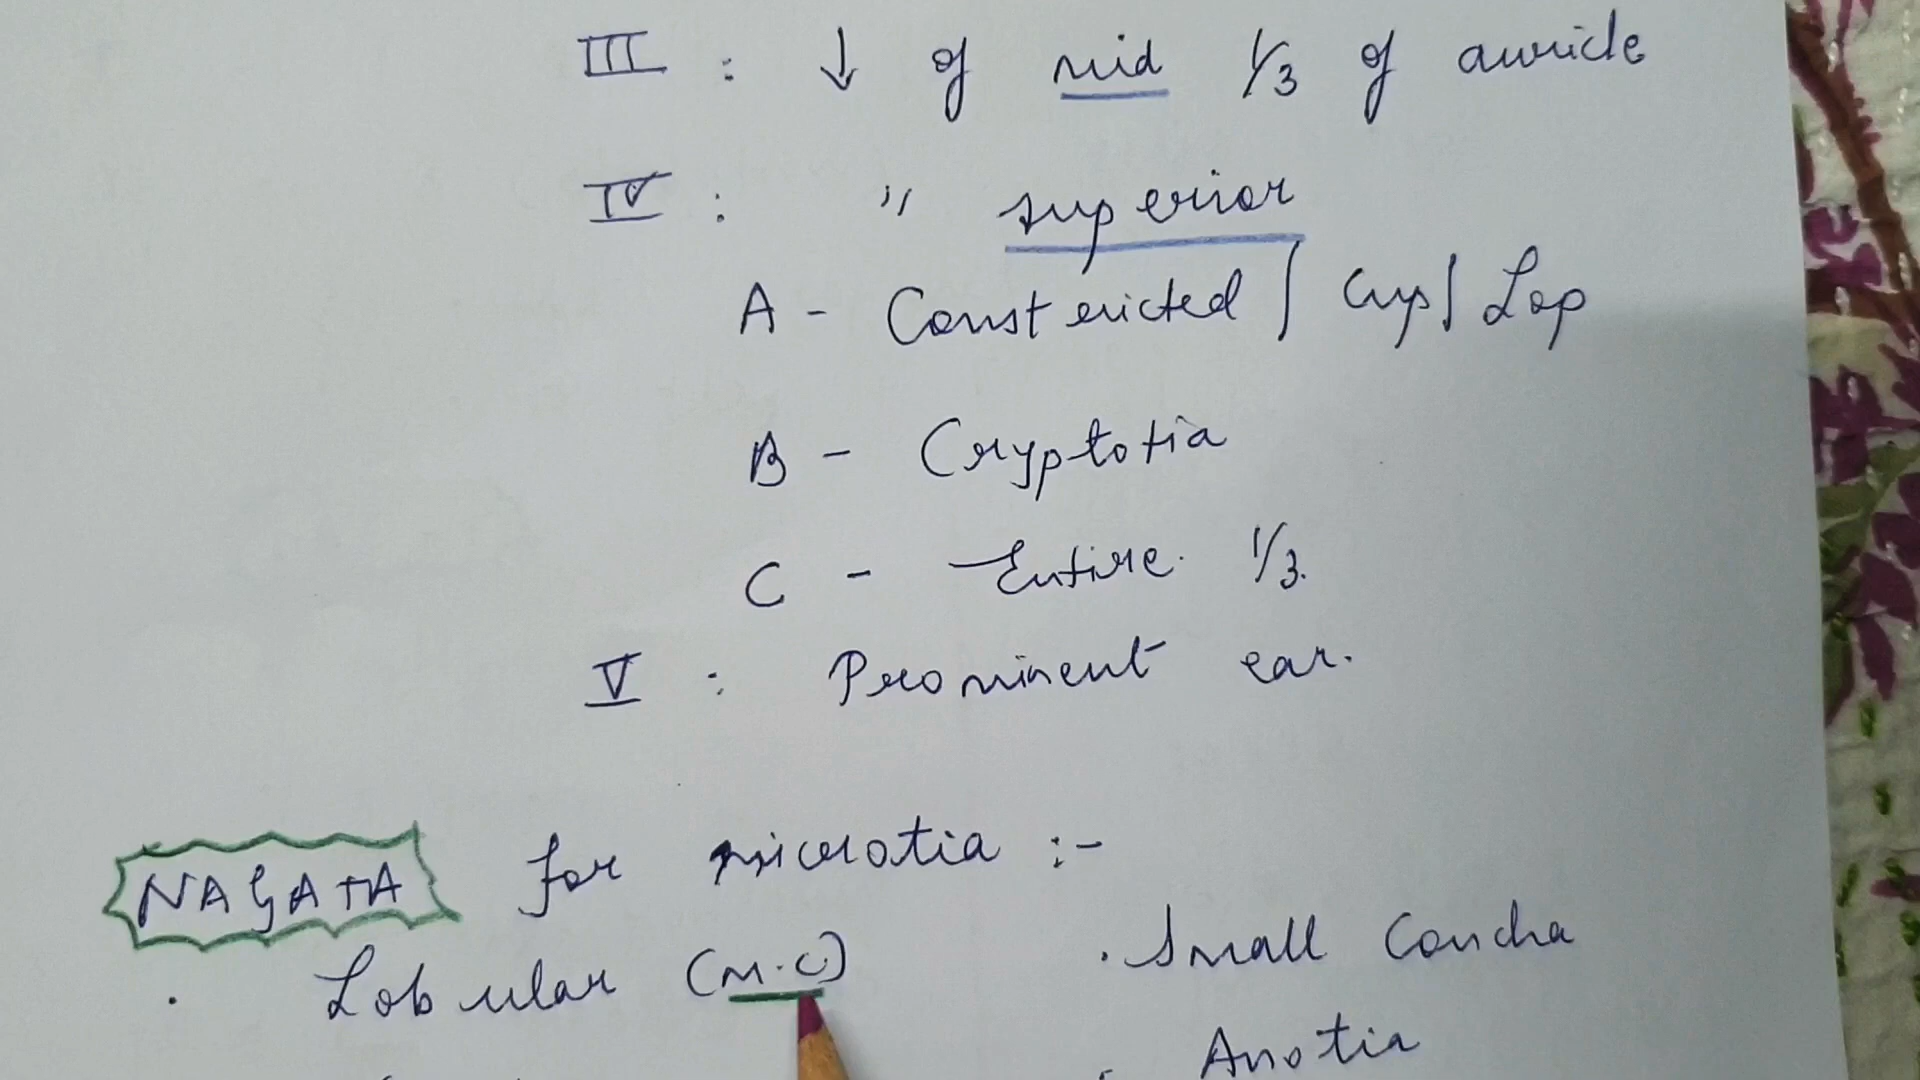 III : ↓ of mid 1/3 of auricle
IV : " superior
A - Constricted / Cup / Lop
B - Cryptotia
C - Entire 1/3.
V : Prominent ear.
NAGATA for microtia :-
. Lobular (M.C)
. Small Concha
. Anotia